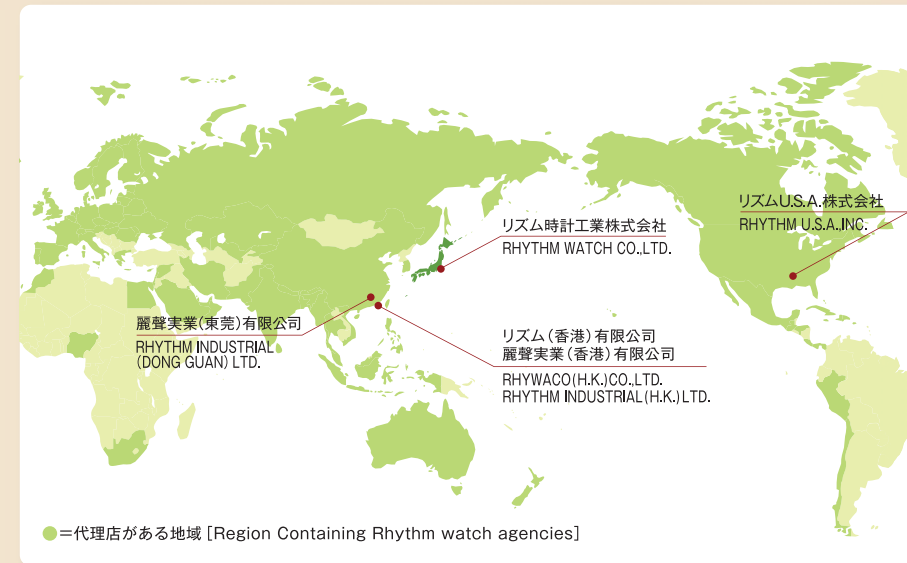 リズムU.S.A.株式会社
RHYTHM U.S.A.,INC.
リズム時計工業株式会社
RHYTHM WATCH CO.,LTD.
麗聲実業(東莞)有限公司
RHYTHM INDUSTRIAL
(DONG GUAN) LTD.
リズム(香港)有限公司
麗聲実業(香港)有限公司
RHYWACO(H.K.)CO.,LTD.
RHYTHM INDUSTRIAL(H.K.)LTD.
●=代理店がある地域 [Region Containing Rhythm watch agencies]